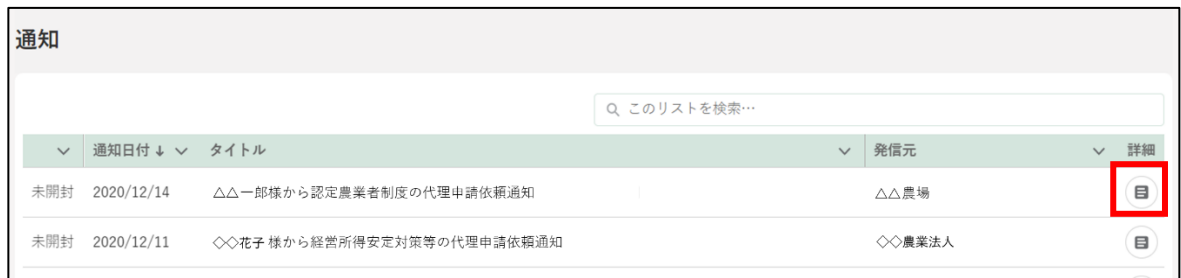 通知
このリストを検索…
通知日付↓ タイトル 発信元 詳細
未開封 2020/12/14 △△一郎様から認定農業者制度の代理申請依頼通知 △△農場
未開封 2020/12/11 ◇◇花子 様から経営所得安定対策等の代理申請依頼通知 ◇◇農業法人